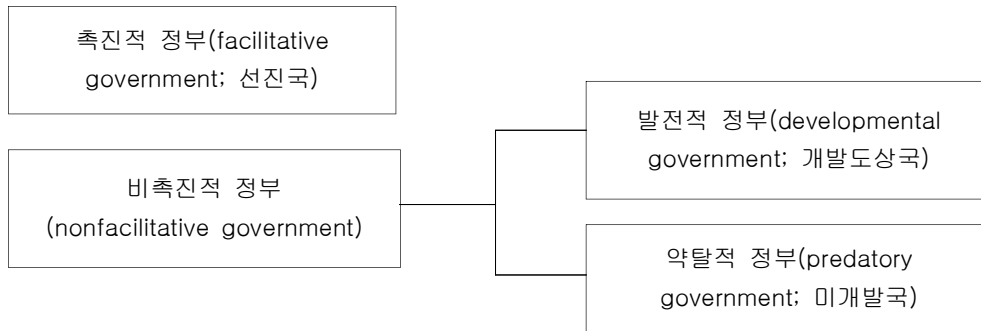 촉진적 정부(facilitative
government; 선진국)
비촉진적 정부
(nonfacilitative government)
발전적 정부(developmental
government; 개발도상국)
약탈적 정부(predatory
government; 미개발국)